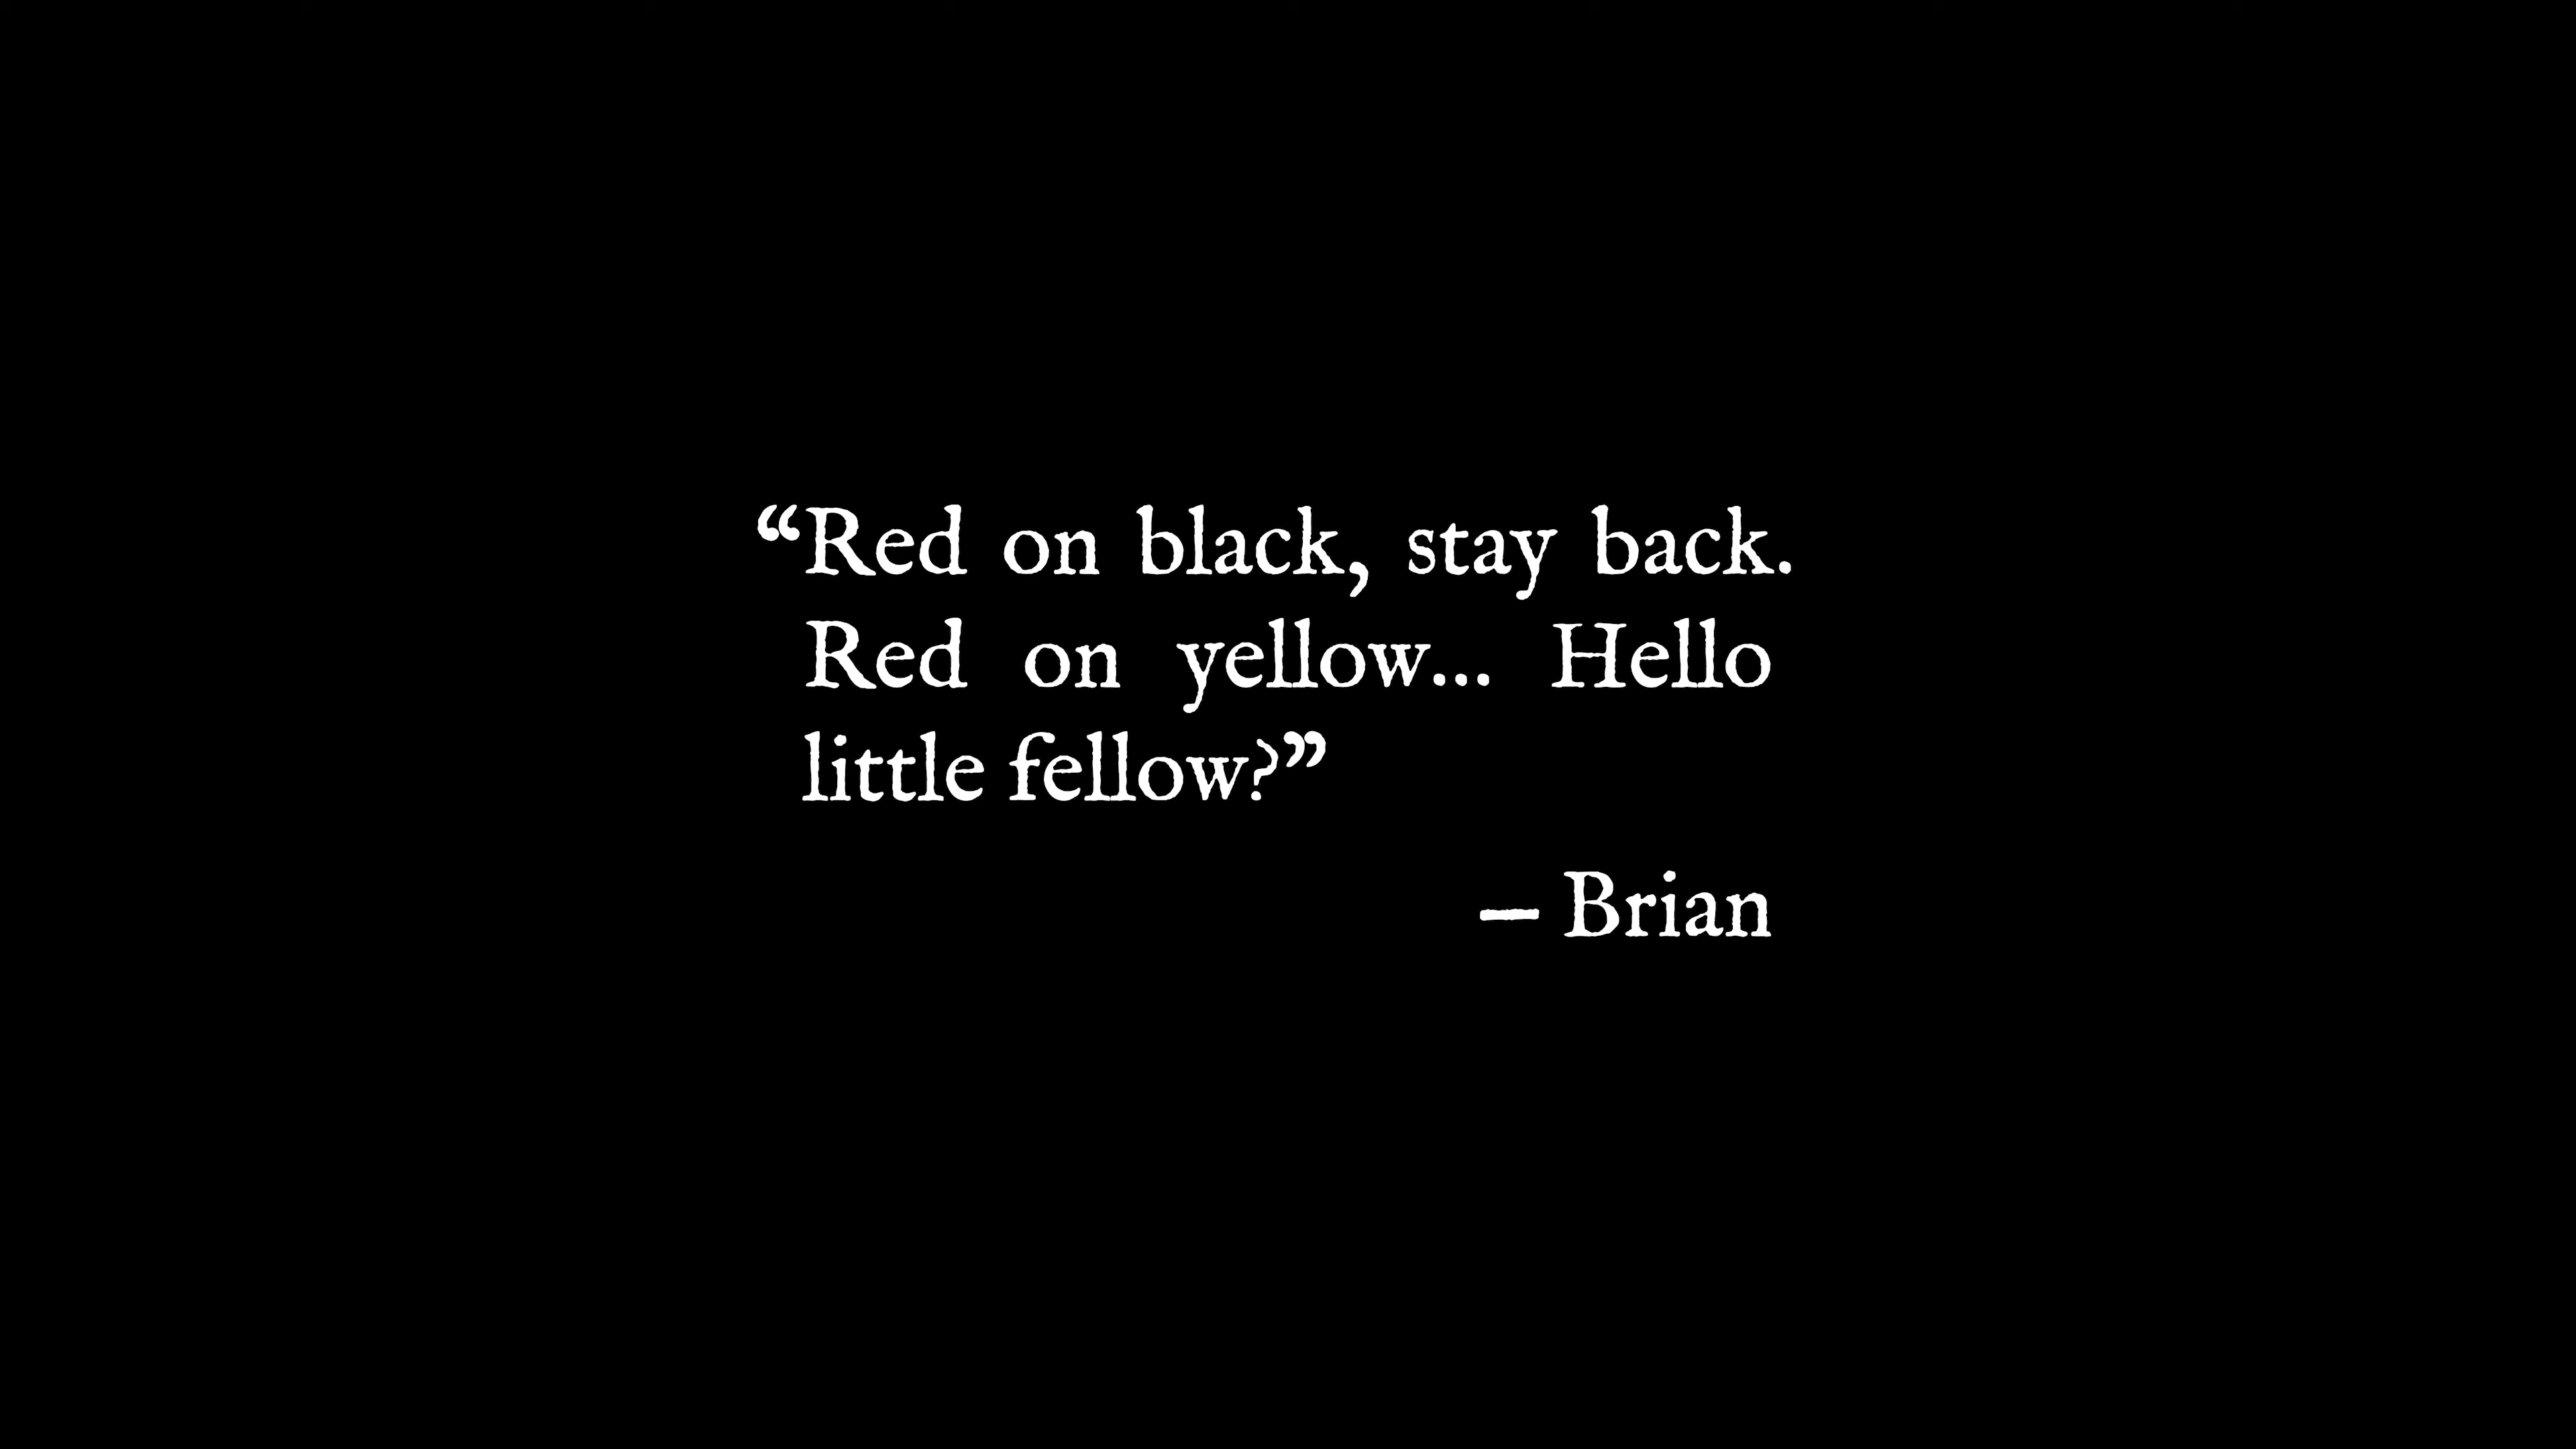 “Red on black, stay back.
Red on yellow... Hello
little fellow?”
— Brian